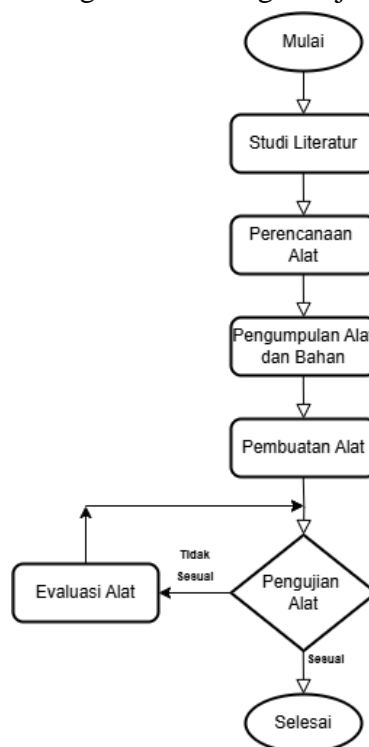 Mulai
Studi Literatur
Perencanaan
Alat
Pengumpulan Alat
dan Bahan
Pembuatan Alat
Tidak
Sesuai
Evaluasi Alat
Pengujian
Alat
Sesuai
Selesai